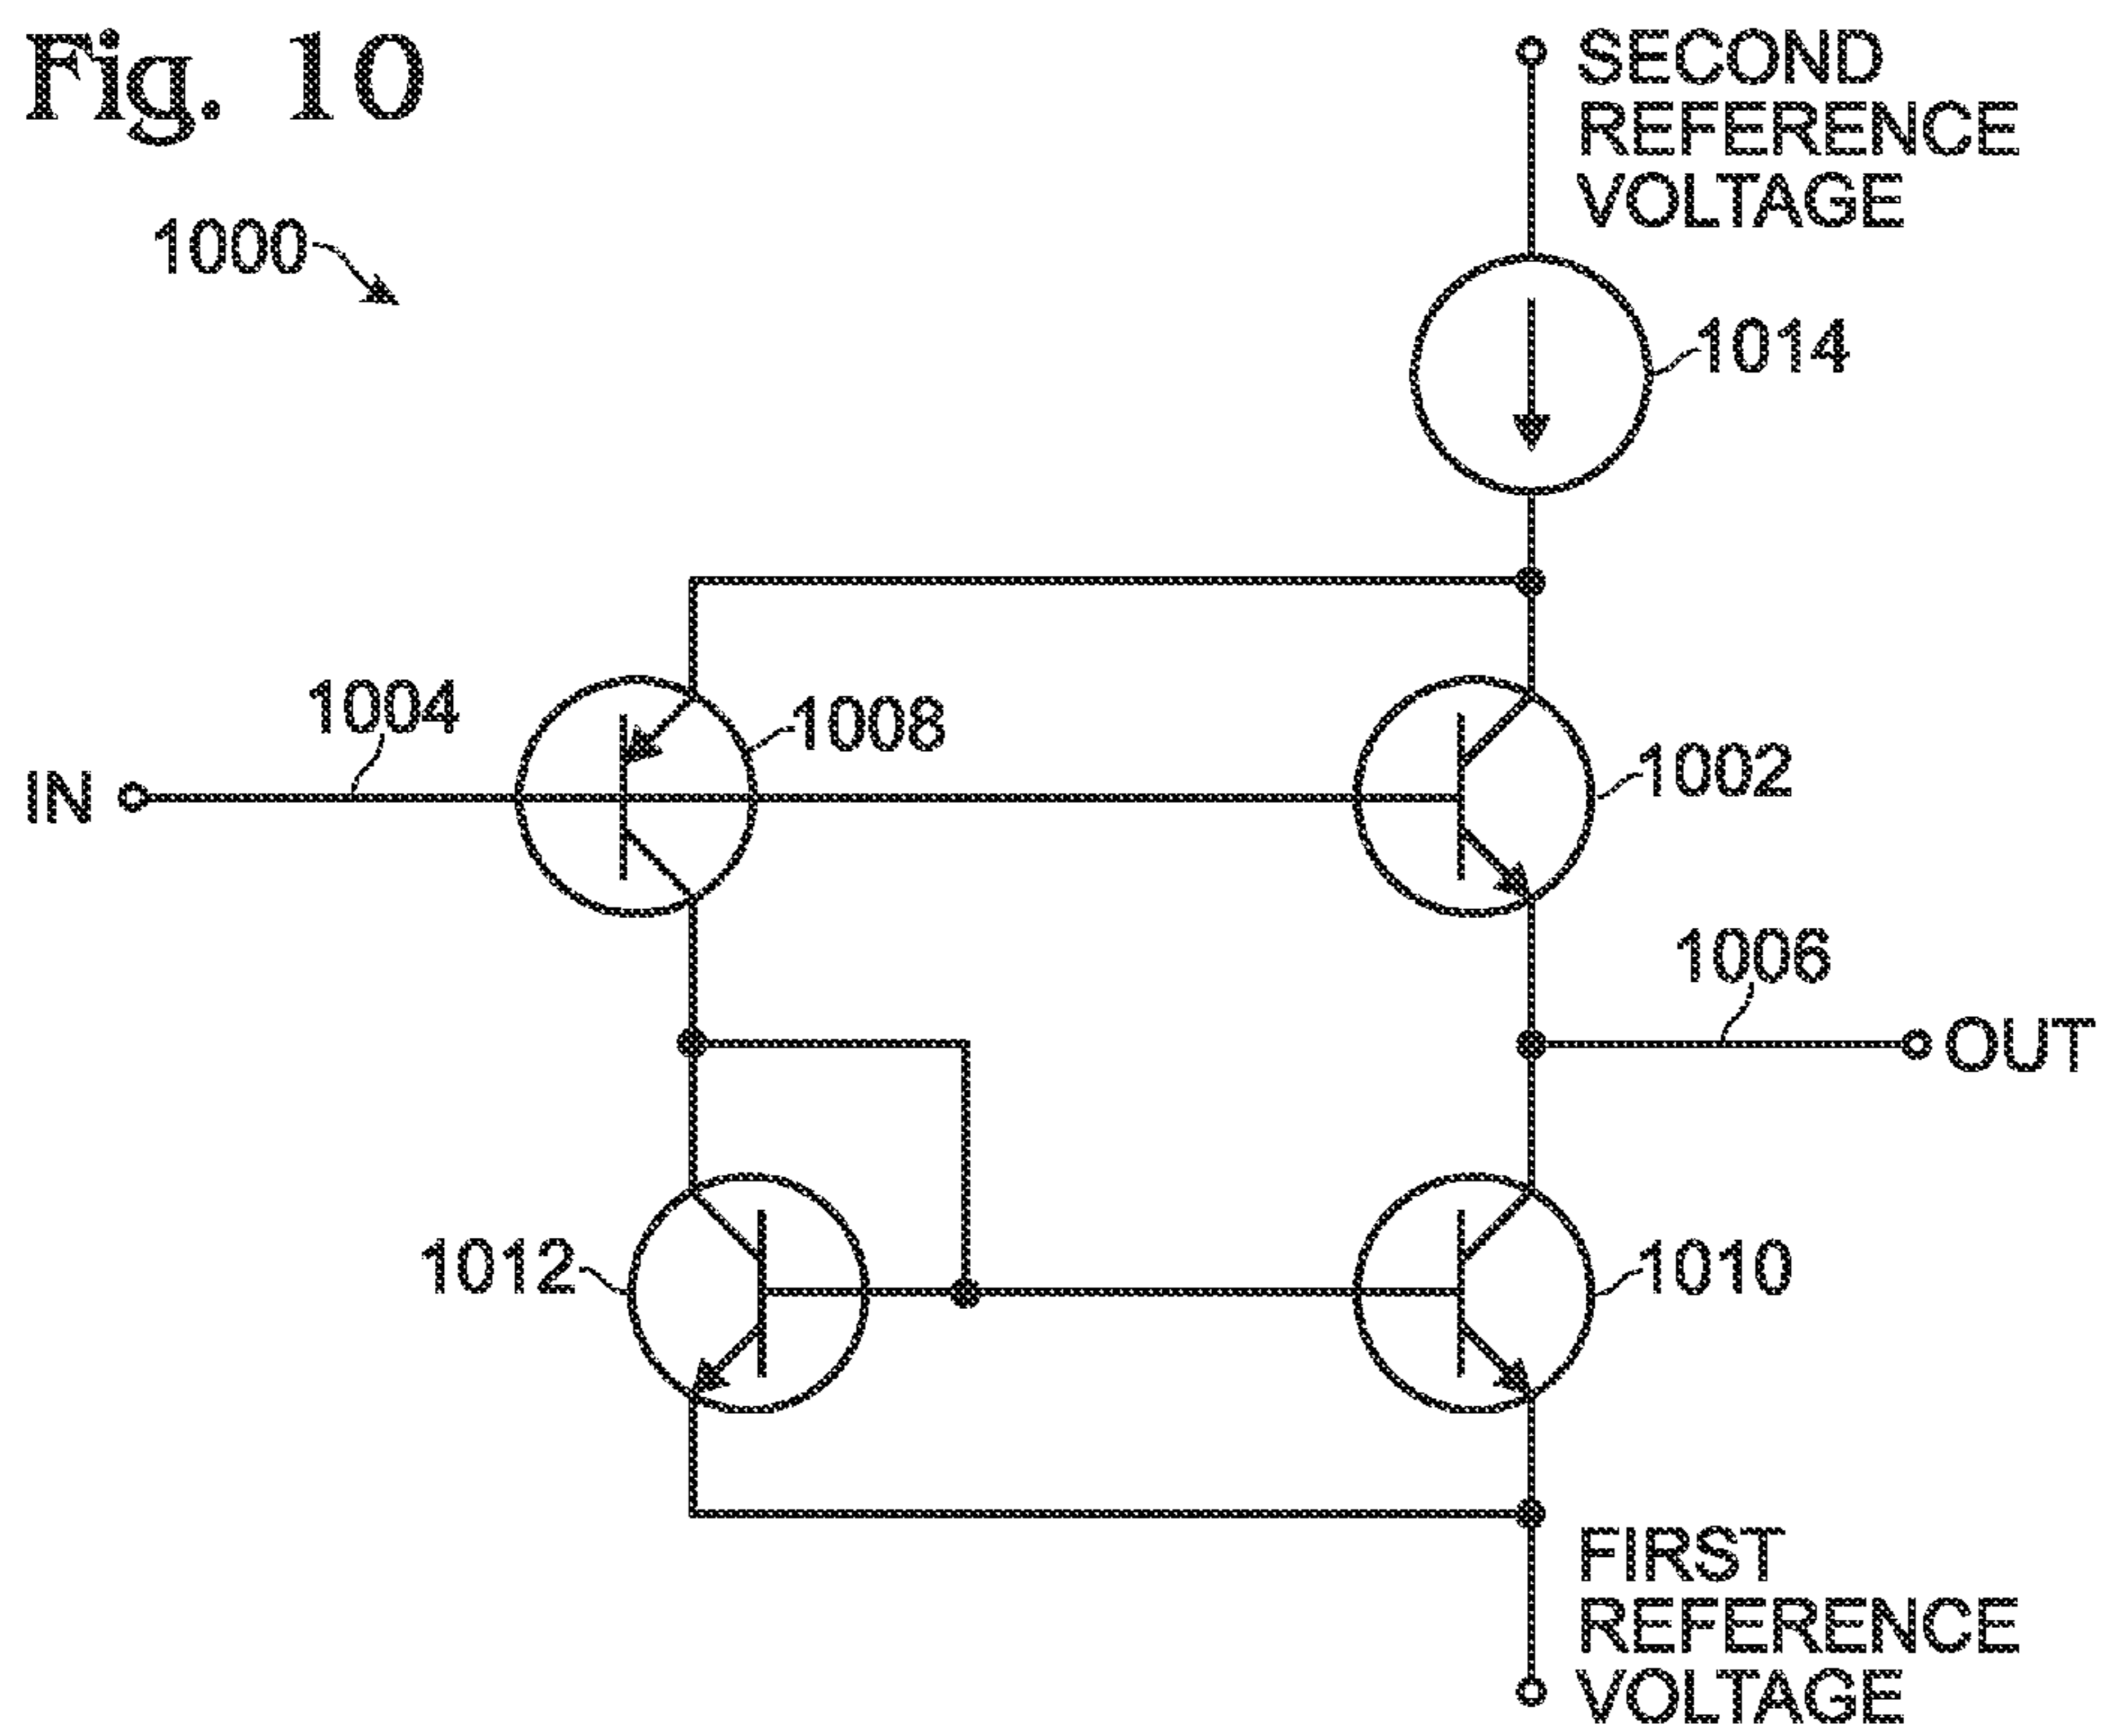 Fig. 10
SECOND
REFERENCE
VOLTAGE
1000
1014
1004
1008
1002
IN
1006
OUT
1012
1010
FIRST
REFERENCE
VOLTAGE